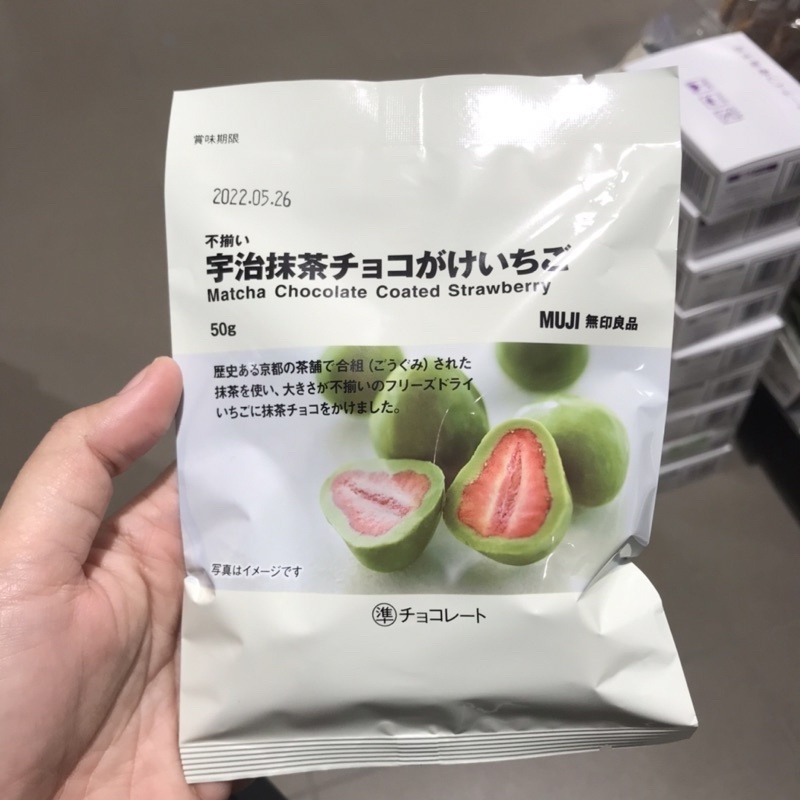 賞味期限
2022.05.26
不揃い
宇治抹茶チョコがけいちご
Matcha Chocolate Coated Strawberry
50g
MUJI 無印良品
歴史ある京都の茶舗で合組（ごうぐみ）された
抹茶を使い、大きさが不揃いのフリーズドライ
いちごに抹茶チョコをかけました。
写真はイメージです
準チョコレート